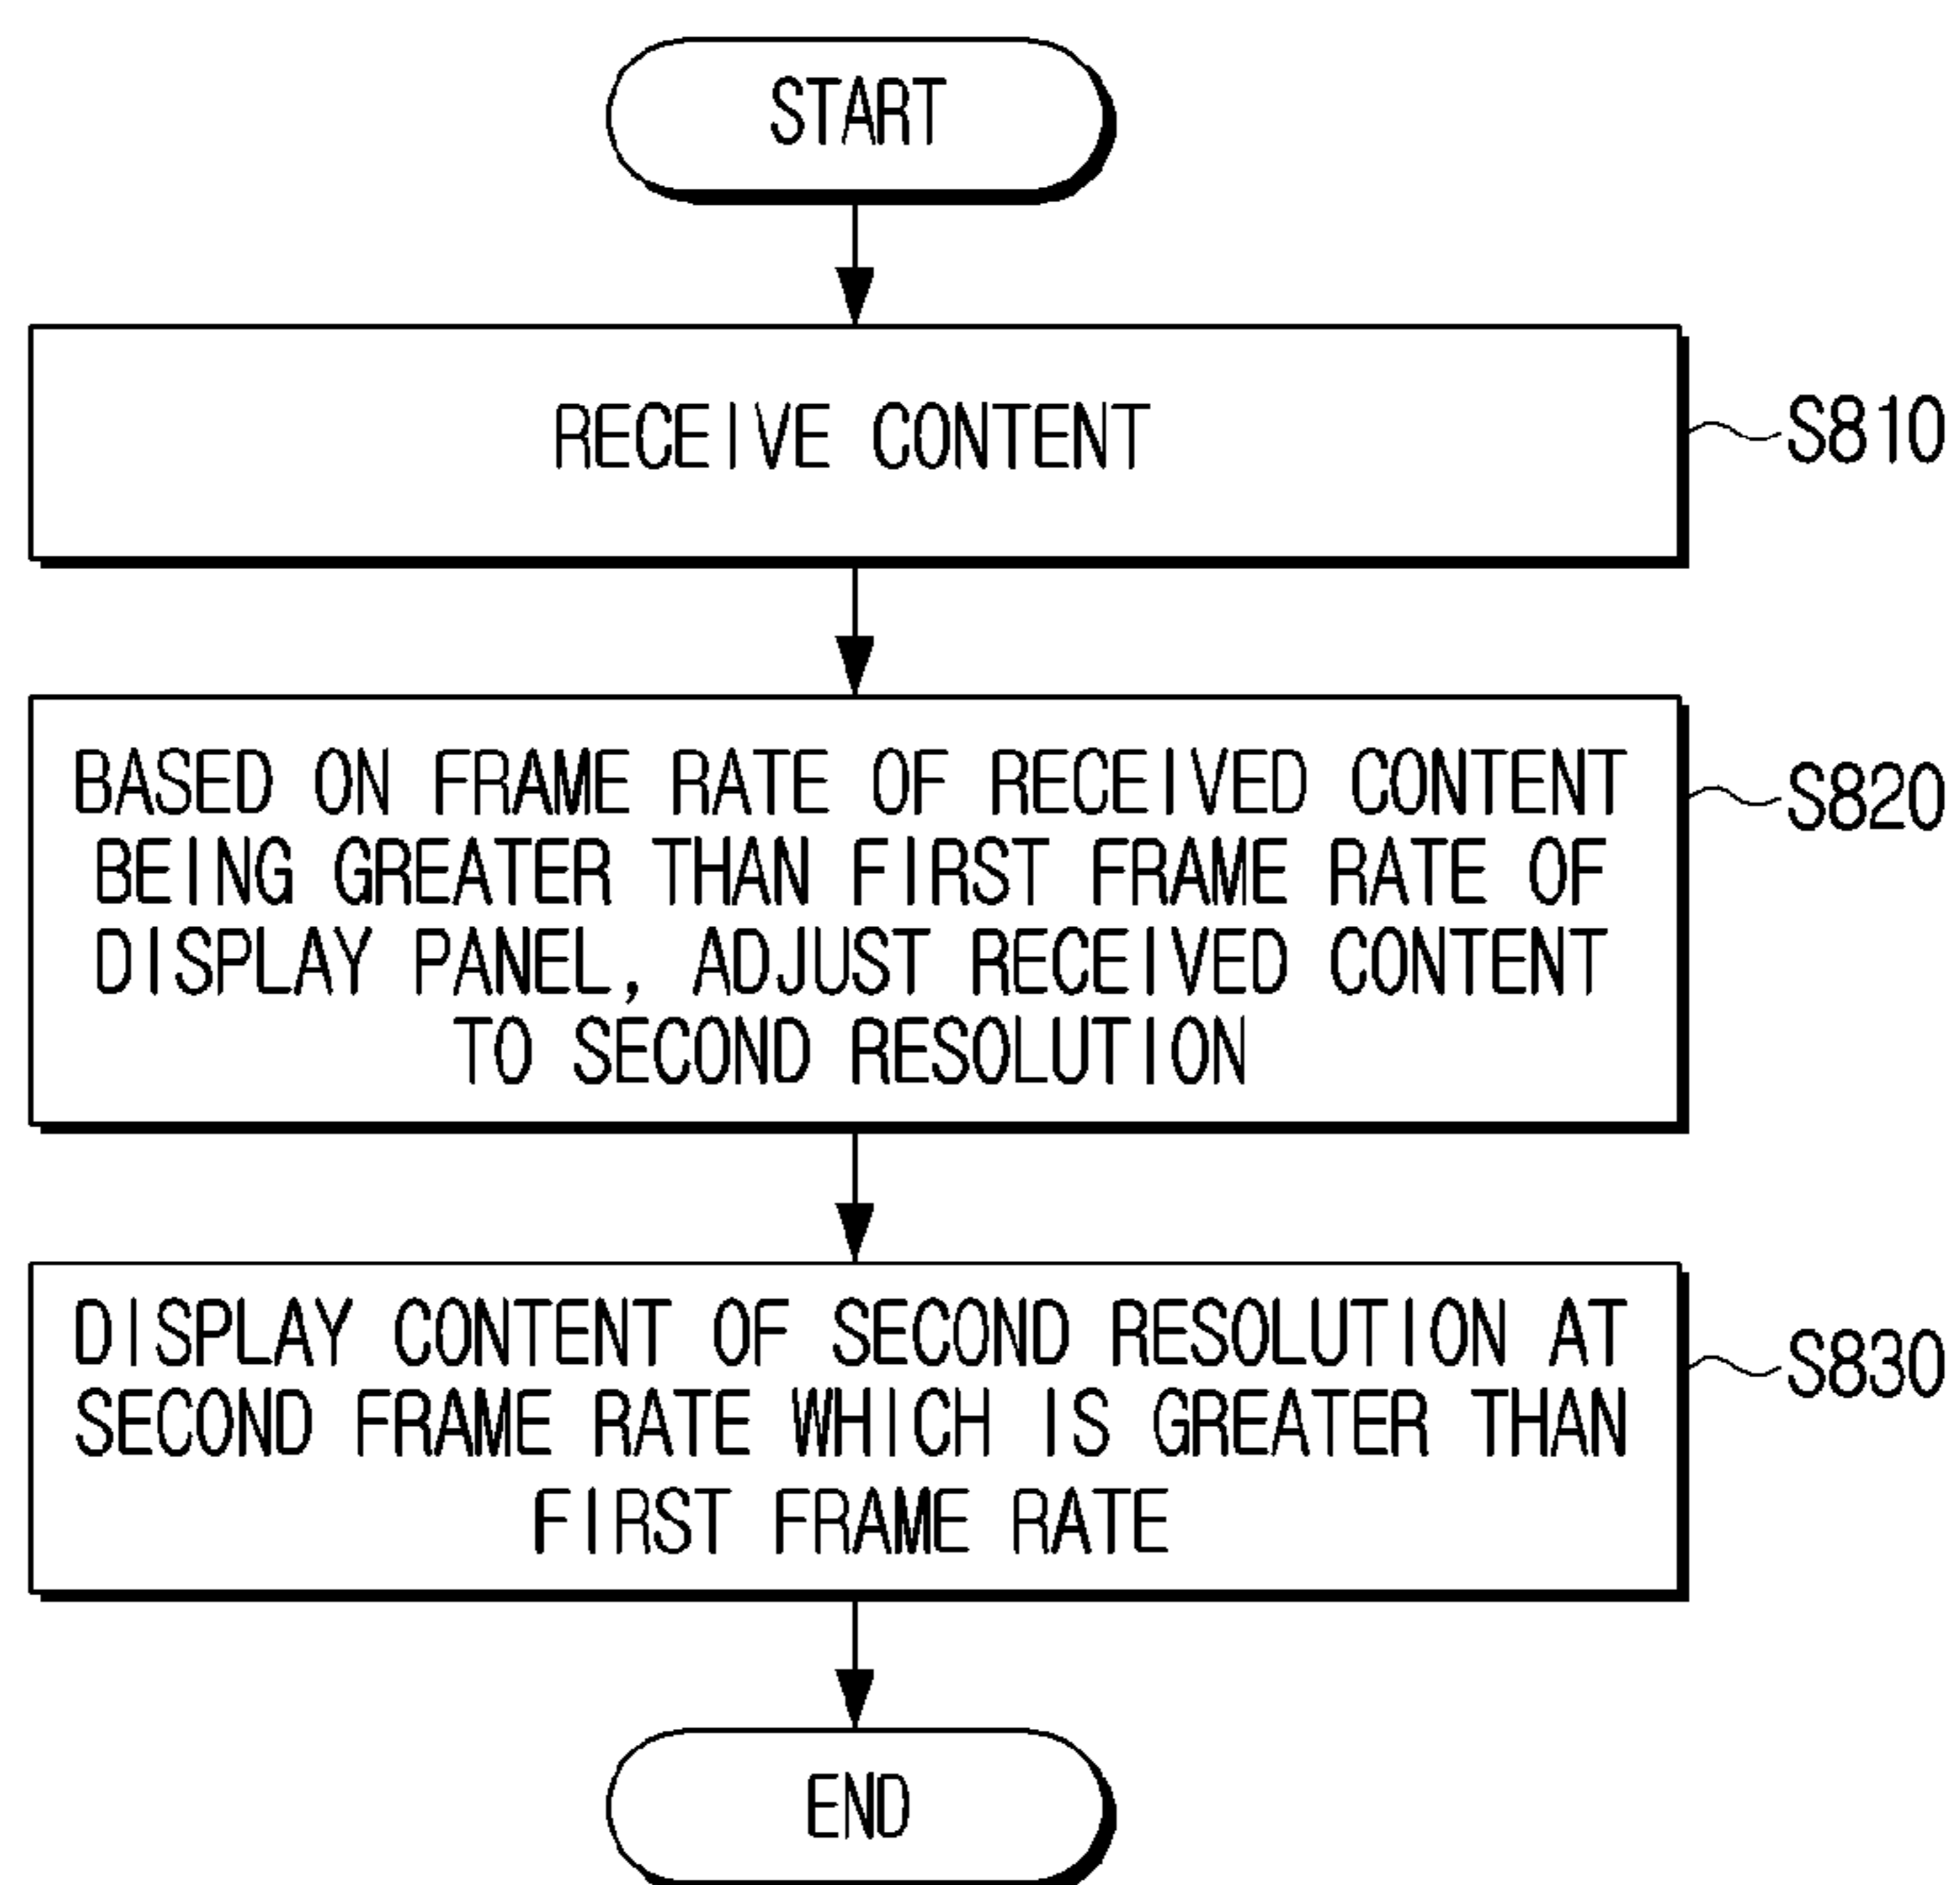 START
RECEIVE CONTENT
S810
BASED ON FRAME RATE OF RECEIVED CONTENT
BEING GREATER THAN FIRST FRAME RATE OF
DISPLAY PANEL, ADJUST RECEIVED CONTENT
TO SECOND RESOLUTION
S820
DISPLAY CONTENT OF SECOND RESOLUTION AT
SECOND FRAME RATE WHICH IS GREATER THAN
FIRST FRAME RATE
S830
END